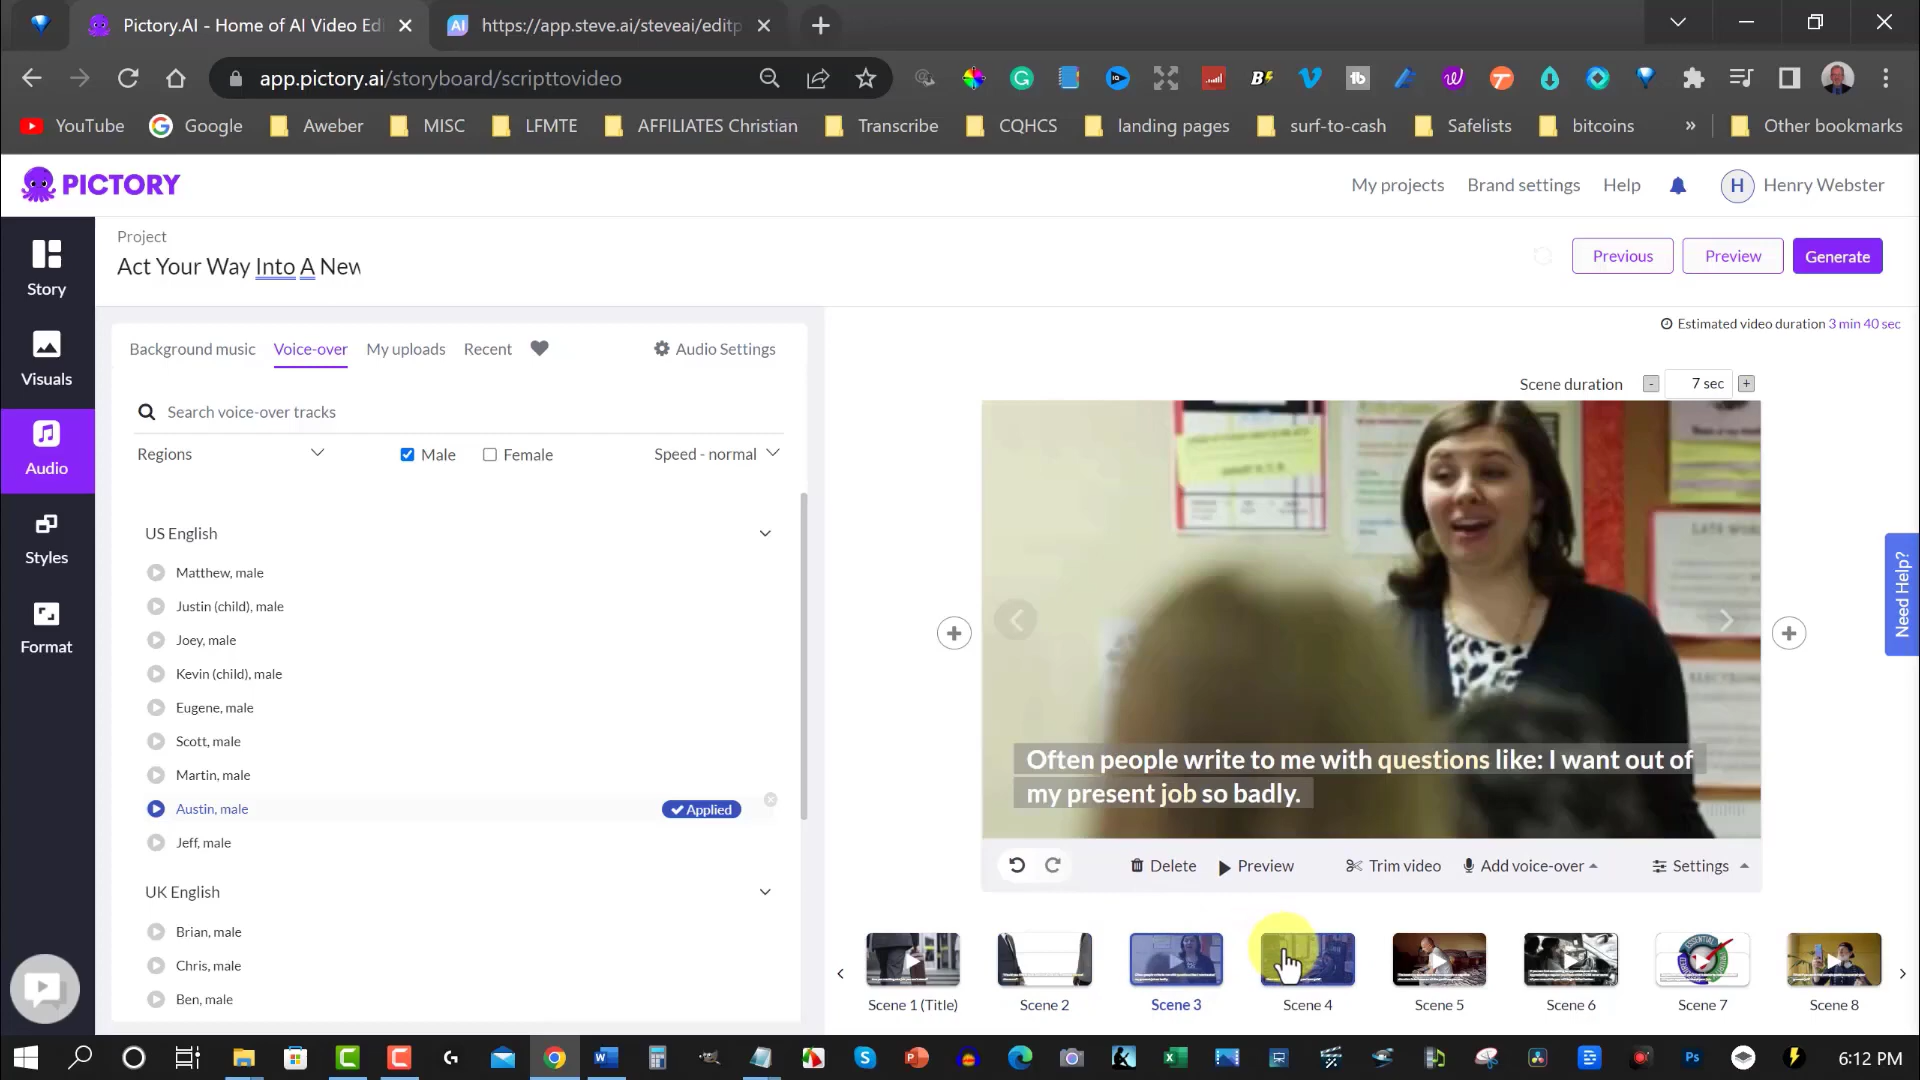 Pictory.AI - Home of AI Video Edi
https://app.steve.ai/steveai/editp
app.pictory.ai/storyboard/scripttovideo
YouTube
Google
Aweber
MISC
LFMTE
AFFILIATES Christian
Transcribe
CQHCS
landing pages
surf-to-cash
Safelists
bitcoins
»
Other bookmarks
PICTORY
My projects
Brand settings
Help
H
Henry Webster
Project
Act Your Way Into A New
Previous
Preview
Generate
Story
Visuals
Audio
Styles
Format
Background music
Voice-over
My uploads
Recent
Audio Settings
Search voice-over tracks
Regions
Male
Female
Speed - normal
US English
Matthew, male
Justin (child), male
Joey, male
Kevin (child), male
Eugene, male
Scott, male
Martin, male
Austin, male
Applied
Jeff, male
UK English
Brian, male
Chris, male
Ben, male
Estimated video duration 3 min 40 sec
Scene duration
-
7 sec
+
Often people write to me with questions like: I want out of
my present job so badly.
Delete
Preview
Trim video
Add voice-over
Settings
Scene 1 (Title)
Scene 2
Scene 3
Scene 4
Scene 5
Scene 6
Scene 7
Scene 8
Need Help?
6:12 PM